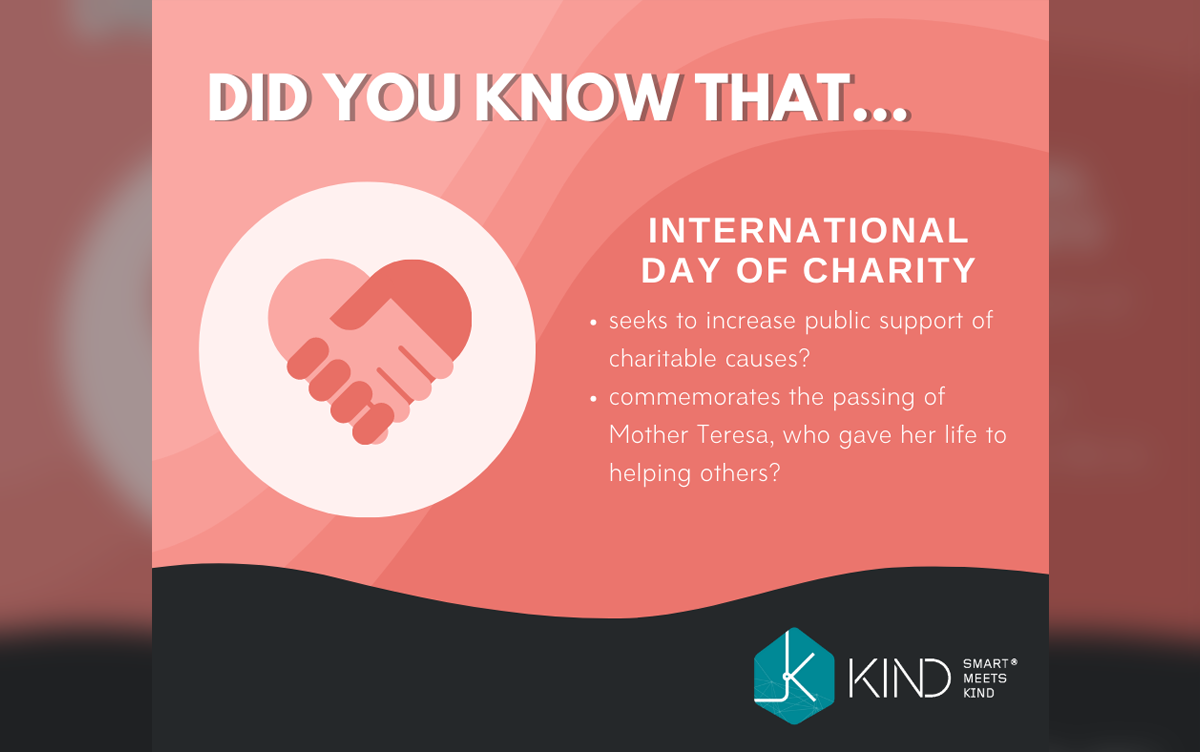 DID YOU KNOW THAT...
INTERNATIONAL
DAY OF CHARITY
• seeks to increase public support of
charitable causes?
• commemorates the passing of
Mother Teresa, who gave her life to
helping others?
K
KIND
SMART®
MEETS
KIND